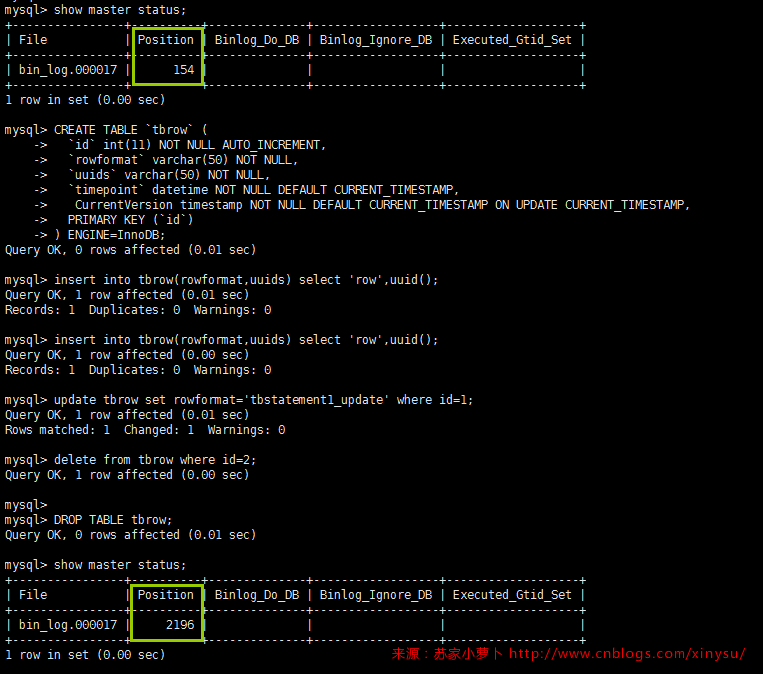 mysql> show master status;
+----------------+----------+--------------+------------------+-------------------+
| File           | Position | Binlog_Do_DB | Binlog_Ignore_DB | Executed_Gtid_Set |
+----------------+----------+--------------+------------------+-------------------+
| bin_log.000017 |      154 |              |                  |                   |
+----------------+----------+--------------+------------------+-------------------+
1 row in set (0.00 sec)

mysql> CREATE TABLE `tbrow` (
    ->   `id` int(11) NOT NULL AUTO_INCREMENT,
    ->   `rowformat` varchar(50) NOT NULL,
    ->   `uuids` varchar(50) NOT NULL,
    ->   `timepoint` datetime NOT NULL DEFAULT CURRENT_TIMESTAMP,
    ->    CurrentVersion timestamp NOT NULL DEFAULT CURRENT_TIMESTAMP ON UPDATE CURRENT_TIMESTAMP,
    ->   PRIMARY KEY (`id`)
    -> ) ENGINE=InnoDB;
Query OK, 0 rows affected (0.01 sec)

mysql> insert into tbrow(rowformat,uuids) select 'row',uuid();
Query OK, 1 row affected (0.01 sec)
Records: 1  Duplicates: 0  Warnings: 0

mysql> insert into tbrow(rowformat,uuids) select 'row',uuid();
Query OK, 1 row affected (0.00 sec)
Records: 1  Duplicates: 0  Warnings: 0

mysql> update tbrow set rowformat='tbstatement1_update' where id=1;
Query OK, 1 row affected (0.01 sec)
Rows matched: 1  Changed: 1  Warnings: 0

mysql> delete from tbrow where id=2;
Query OK, 1 row affected (0.00 sec)

mysql>
mysql> DROP TABLE tbrow;
Query OK, 0 rows affected (0.01 sec)

mysql> show master status;
+----------------+----------+--------------+------------------+-------------------+
| File           | Position | Binlog_Do_DB | Binlog_Ignore_DB | Executed_Gtid_Set |
+----------------+----------+--------------+------------------+-------------------+
| bin_log.000017 |     2196 |              |                  |                   |
+----------------+----------+--------------+------------------+-------------------+
1 row in set (0.00 sec)
来源：苏家小萝卜 http://www.cnblogs.com/xinysu/